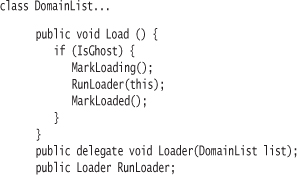 class DomainList...
public void Load () {
if (IsGhost) {
MarkLoading();
RunLoader(this);
MarkLoaded();
}
}
public delegate void Loader(DomainList list);
public Loader RunLoader;